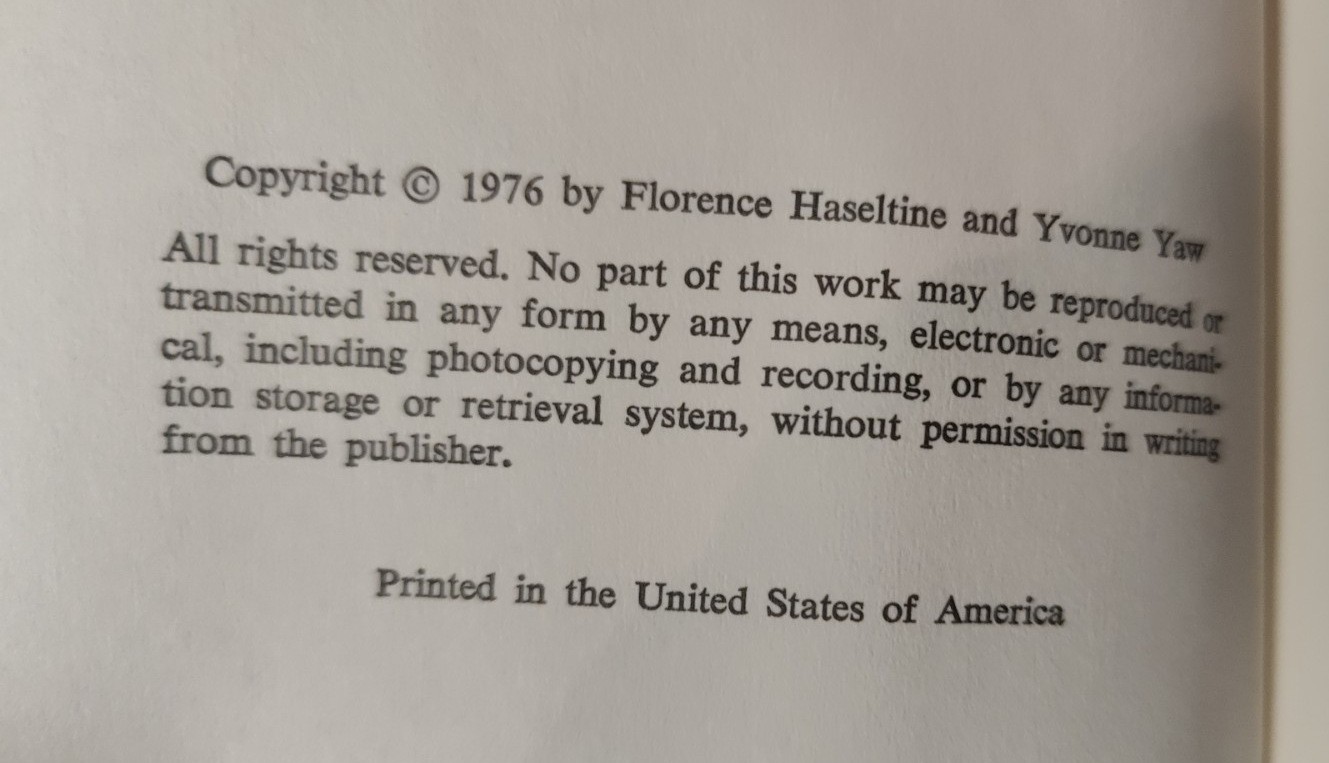 Copyright © 1976 by Florence Haseltine and Yvonne Yaw
All rights reserved. No part of this work may be reproduced or
transmitted in any form by any means, electronic or mechani-
cal, including photocopying and recording, or by any informa-
tion storage or retrieval system, without permission in writing
from the publisher.
Printed in the United States of America